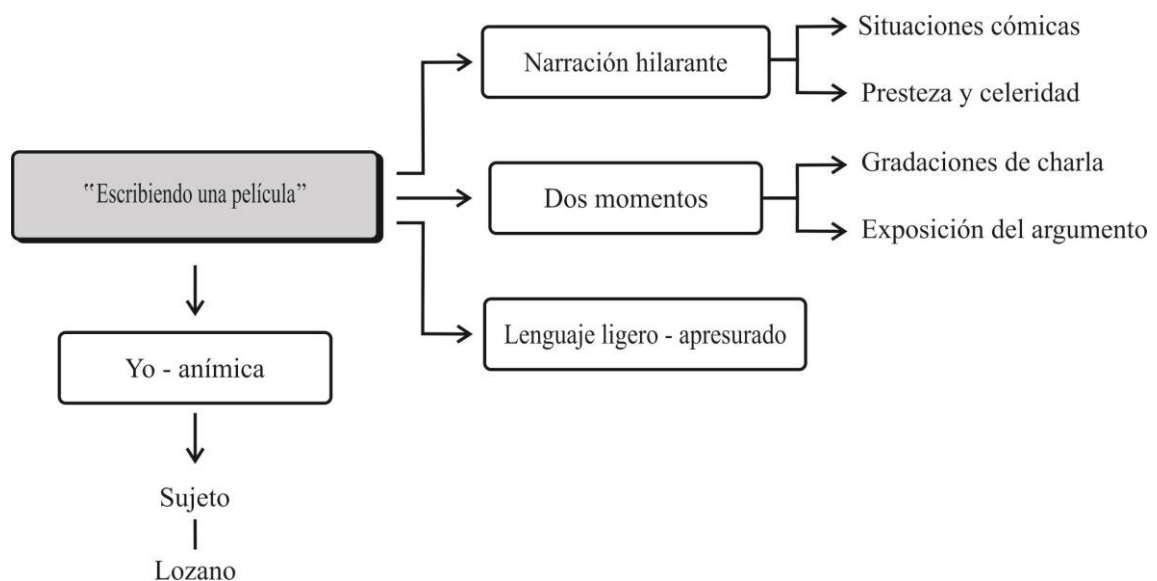 Situaciones cómicas
Narración hilarante
Presteza y celeridad
Gradaciones de charla
“Escribiendo una película”
Dos momentos
Exposición del argumento
Lenguaje ligero - apresurado
Yo - anímica
Sujeto
Lozano